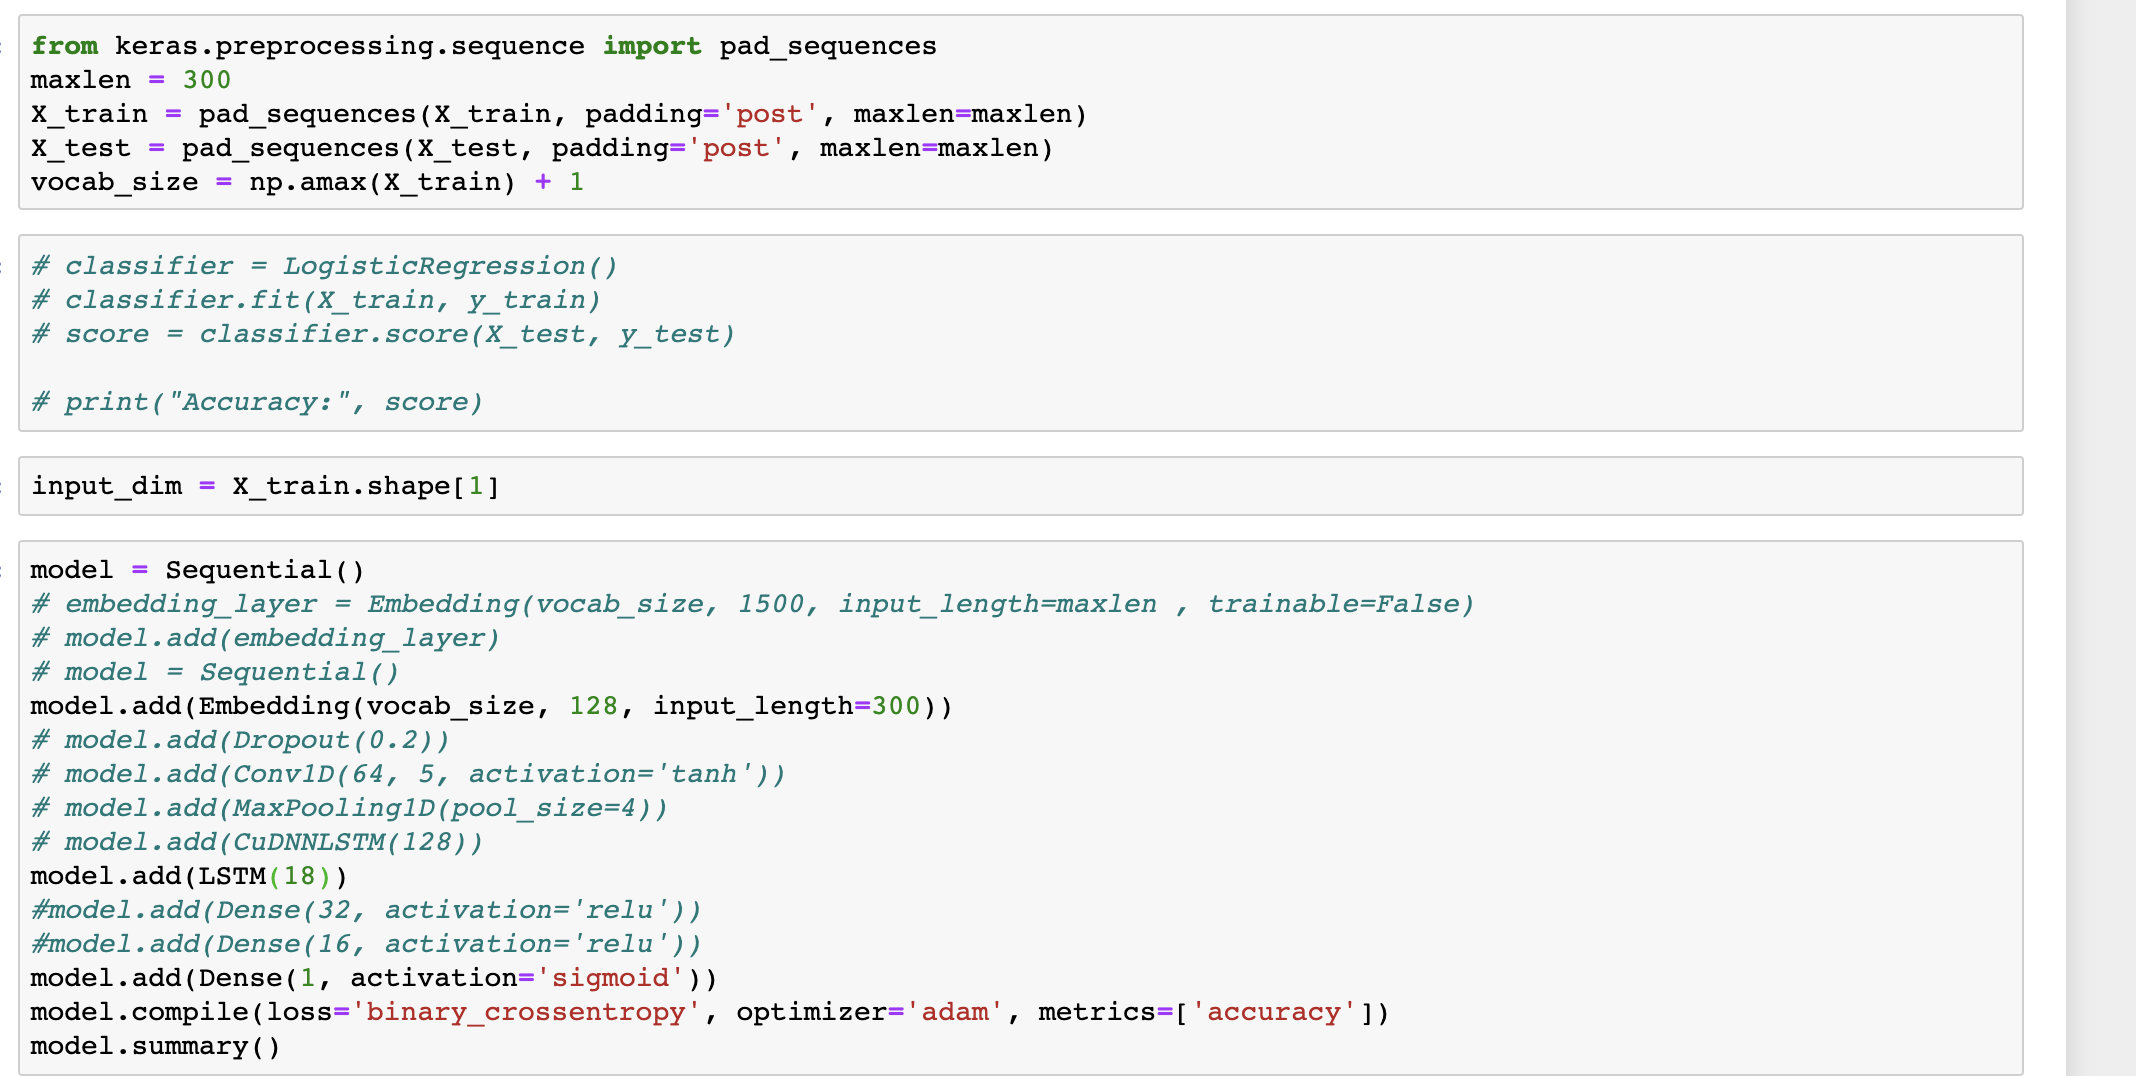 from keras.preprocessing.sequence import pad_sequences
maxlen = 300
X_train = pad_sequences(X_train, padding='post', maxlen=maxlen)
X_test = pad_sequences(X_test, padding='post', maxlen=maxlen)
vocab_size = np.amax(X_train) + 1
# classifier = LogisticRegression()
# classifier.fit(X_train, y_train)
# score = classifier.score(X_test, y_test)
# print("Accuracy:", score)
input_dim = X_train.shape[1]
model = Sequential()
# embedding_layer = Embedding(vocab_size, 1500, input_length=maxlen , trainable=False)
# model.add(embedding_layer)
# model = Sequential()
model.add(Embedding(vocab_size, 128, input_length=300))
# model.add(Dropout(0.2))
# model.add(Conv1D(64, 5, activation='tanh'))
# model.add(MaxPooling1D(pool_size=4))
# model.add(CuDNNLSTM(128))
model.add(LSTM(18))
#model.add(Dense(32, activation='relu'))
#model.add(Dense(16, activation='relu'))
model.add(Dense(1, activation='sigmoid'))
model.compile(loss='binary_crossentropy', optimizer='adam', metrics=['accuracy'])
model.summary()